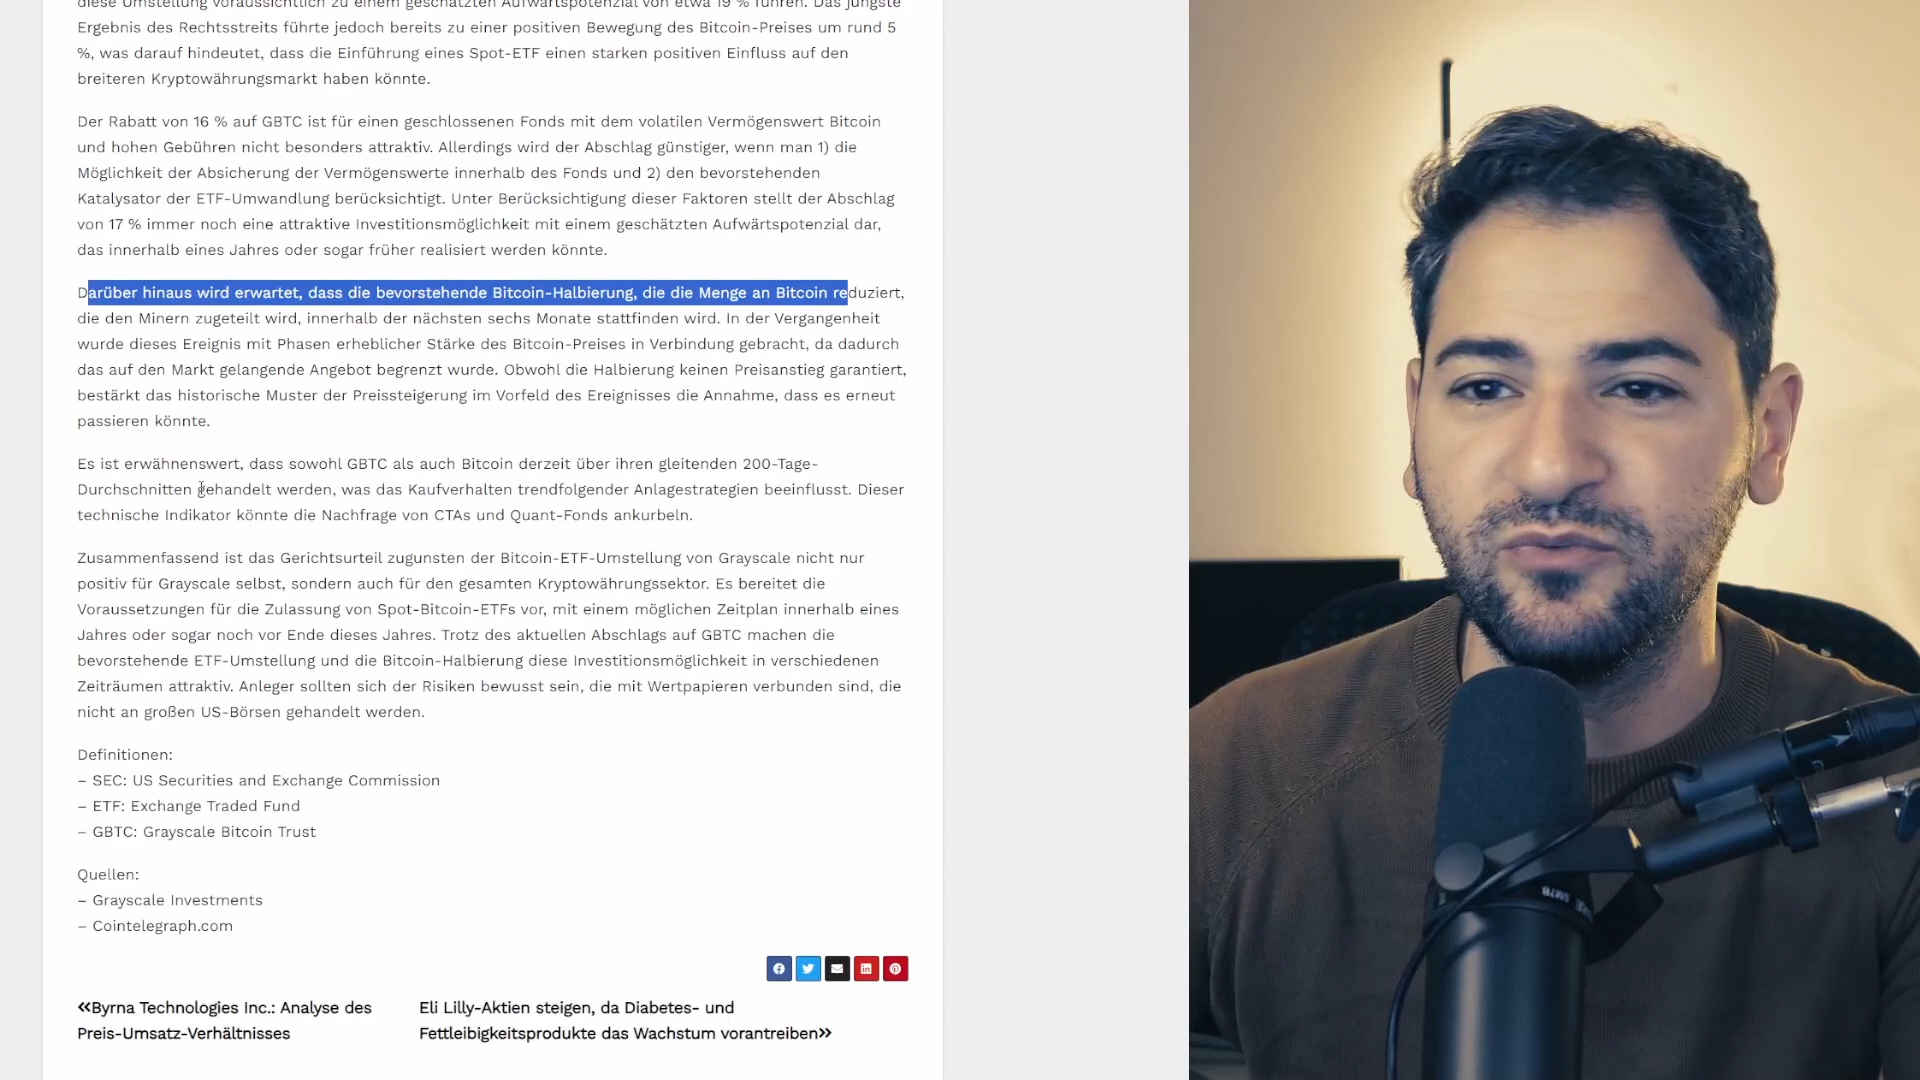 diese Umstellung voraussichtlich zu einem geschätzten Aufwärtspotenzial von etwa 19 % führen. Das jüngste
Ergebnis des Rechtsstreits führte jedoch bereits zu einer positiven Bewegung des Bitcoin-Preises um rund 5
%, was darauf hindeutet, dass die Einführung eines Spot-ETF einen starken positiven Einfluss auf den
breiteren Kryptowährungsmarkt haben könnte.
Der Rabatt von 16 % auf GBTC ist für einen geschlossenen Fonds mit dem volatilen Vermögenswert Bitcoin
und hohen Gebühren nicht besonders attraktiv. Allerdings wird der Abschlag günstiger, wenn man 1) die
Möglichkeit der Absicherung der Vermögenswerte innerhalb des Fonds und 2) den bevorstehenden
Katalysator der ETF-Umwandlung berücksichtigt. Unter Berücksichtigung dieser Faktoren stellt der Abschlag
von 17 % immer noch eine attraktive Investitionsmöglichkeit mit einem geschätzten Aufwärtspotenzial dar,
das innerhalb eines Jahres oder sogar früher realisiert werden könnte.
Darüber hinaus wird erwartet, dass die bevorstehende Bitcoin-Halbierung, die die Menge an Bitcoin reduziert,
die den Minern zugeteilt wird, innerhalb der nächsten sechs Monate stattfinden wird. In der Vergangenheit
wurde dieses Ereignis mit Phasen erheblicher Stärke des Bitcoin-Preises in Verbindung gebracht, da dadurch
das auf den Markt gelangende Angebot begrenzt wurde. Obwohl die Halbierung keinen Preisanstieg garantiert,
bestärkt das historische Muster der Preissteigerung im Vorfeld des Ereignisses die Annahme, dass es erneut
passieren könnte.
Es ist erwähnenswert, dass sowohl GBTC als auch Bitcoin derzeit über ihren gleitenden 200-Tage-
Durchschnitten gehandelt werden, was das Kaufverhalten trendfolgender Anlagestrategien beeinflusst. Dieser
technische Indikator könnte die Nachfrage von CTAs und Quant-Fonds ankurbeln.
Zusammenfassend ist das Gerichtsurteil zugunsten der Bitcoin-ETF-Umstellung von Grayscale nicht nur
positiv für Grayscale selbst, sondern auch für den gesamten Kryptowährungssektor. Es bereitet die
Voraussetzungen für die Zulassung von Spot-Bitcoin-ETFs vor, mit einem möglichen Zeitplan innerhalb eines
Jahres oder sogar noch vor Ende dieses Jahres. Trotz des aktuellen Abschlags auf GBTC machen die
bevorstehende ETF-Umstellung und die Bitcoin-Halbierung diese Investitionsmöglichkeit in verschiedenen
Zeiträumen attraktiv. Anleger sollten sich der Risiken bewusst sein, die mit Wertpapieren verbunden sind, die
nicht an großen US-Börsen gehandelt werden.
Definitionen:
– SEC: US Securities and Exchange Commission
– ETF: Exchange Traded Fund
– GBTC: Grayscale Bitcoin Trust
Quellen:
– Grayscale Investments
– Cointelegraph.com
«Byrna Technologies Inc.: Analyse des
Preis-Umsatz-Verhältnisses
Eli Lilly-Aktien steigen, da Diabetes- und
Fettleibigkeitsprodukte das Wachstum vorantreiben»